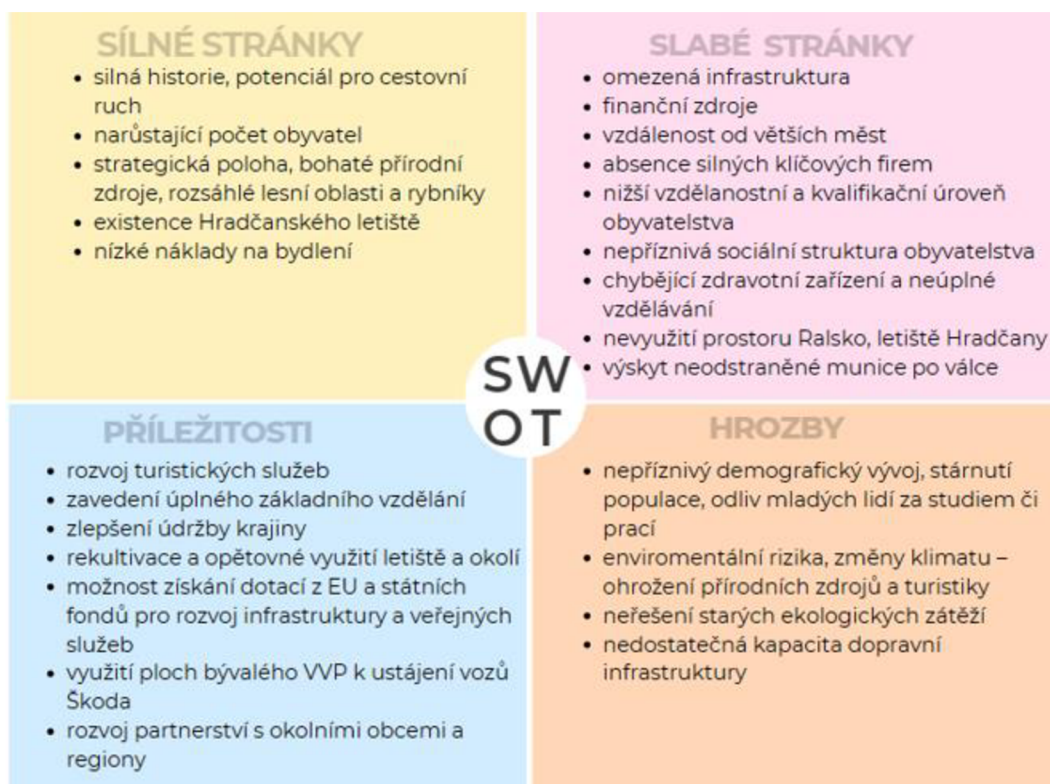 SÍLNÉ STRÁNKY
• silná historie, potenciál pro cestovní
ruch
• narůstající počet obyvatel
• strategická poloha, bohaté přírodní
zdroje, rozsáhlé lesní oblasti a rybníky
• existence Hradčanského letiště
• nízké náklady na bydlení
SLABÉ STRÁNKY
• omezená infrastruktura
• finanční zdroje
• vzdálenost od větších měst
• absence silných klíčových firem
• nižší vzdělanostní a kvalifikační úroveň
obyvatelstva
• nepříznivá sociální struktura obyvatelstva
• chybějící zdravotní zařízení a neúplné
vzdělávání
• nevyužití prostoru Ralsko, letiště Hradčany
• výskyt neodstraněné munice po válce
SW
OT
PŘÍLEŽITOSTI
• rozvoj turistických služeb
• zavedení úplného základního vzdělání
• zlepšení údržby krajiny
• rekultivace a opětovné využití letiště a okolí
• možnost získání dotací z EU a státních
fondů pro rozvoj infrastruktury a veřejných
služeb
• využití ploch bývalého VVP k ustájení vozů
Škoda
• rozvoj partnerství s okolními obcemi a
regiony
HROZBY
• nepříznivý demografický vývoj, stárnutí
populace, odliv mladých lidí za studiem či
prací
• enviromentální rizika, změny klimatu –
ohrožení přírodních zdrojů a turistiky
• neřešení starých ekologických zátěží
• nedostatečná kapacita dopravní
infrastruktury